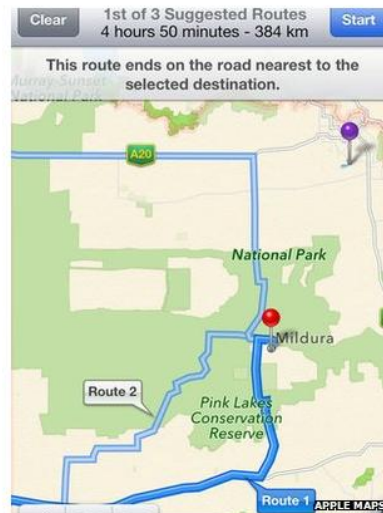 Clear
1st of 3 Suggested Routes
4 hours 50 minutes - 384 km
Start
This route ends on the road nearest to the
selected destination.
Murray-Sunset
National Park
A20
National Park
Mildura
Route 2
Pink Lakes
Conservation
Reserve
Route 1
APPLE MAPS